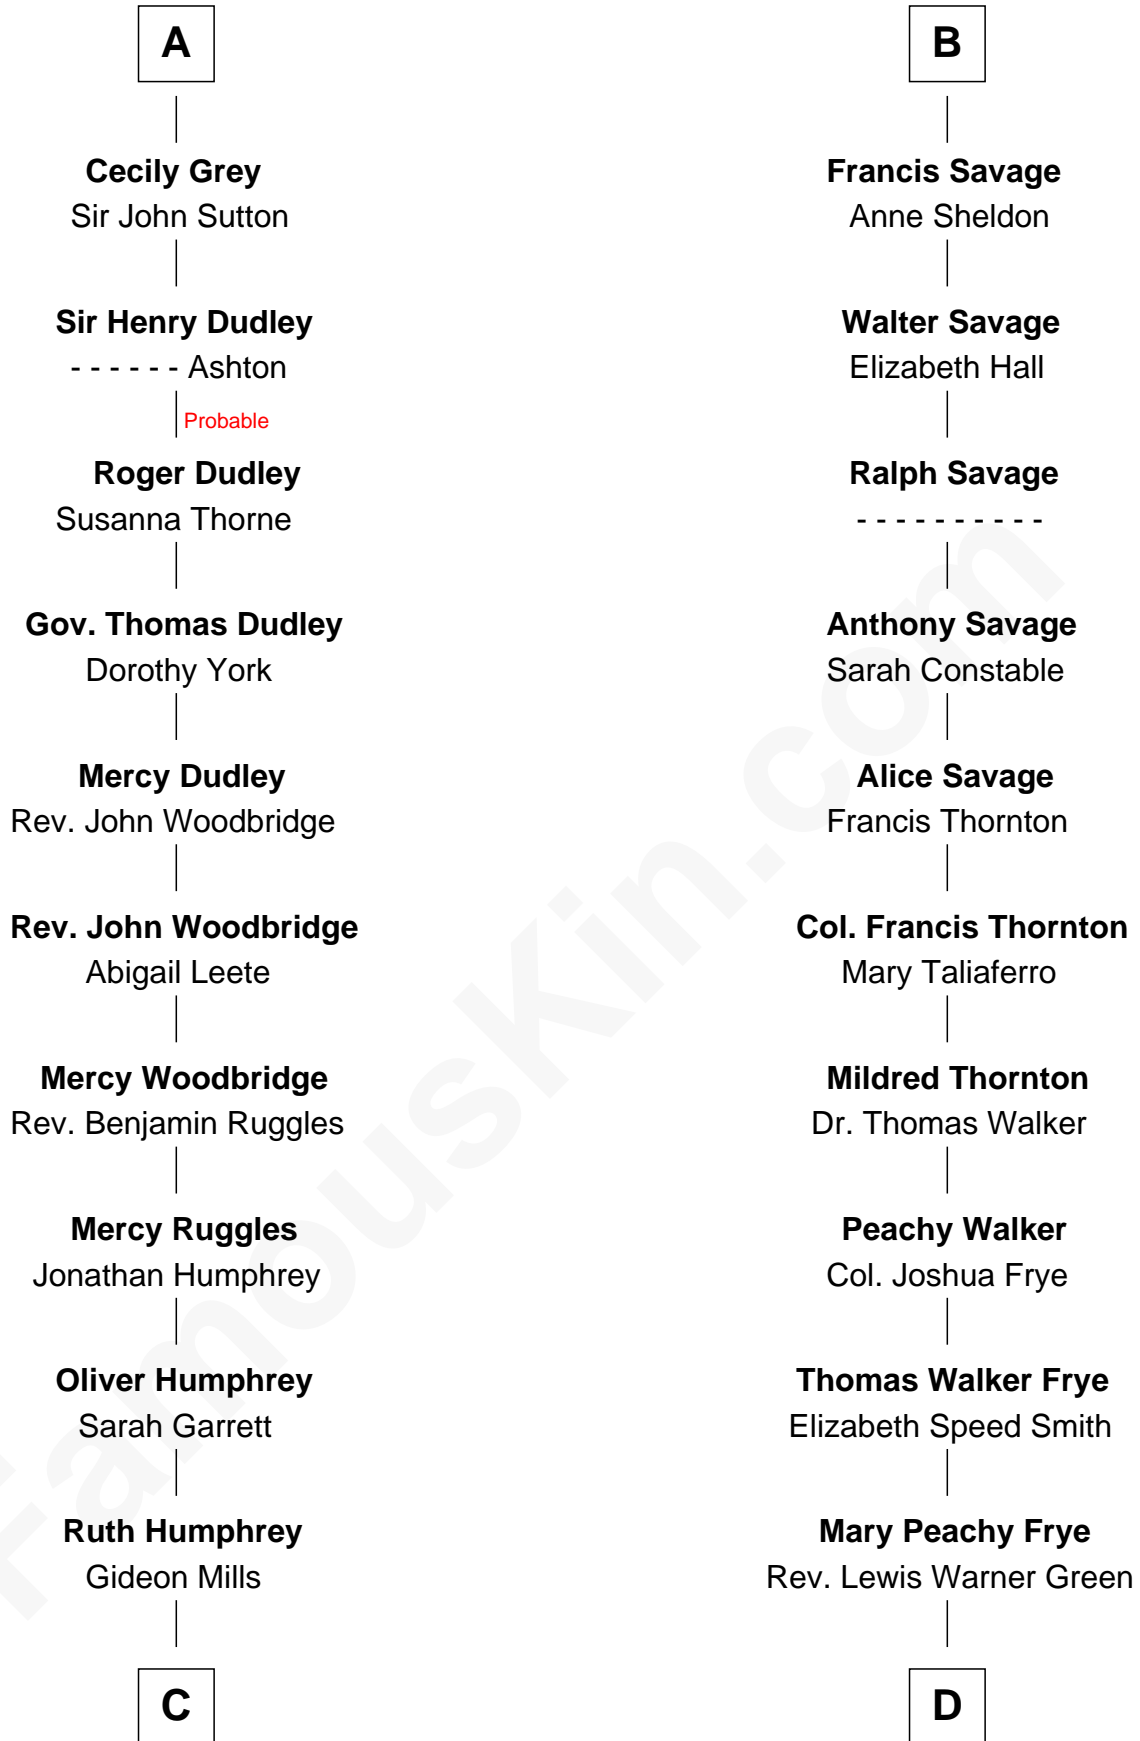 A
Cecily Grey
Sir John Sutton
Sir Henry Dudley
- - - - - - Ashton
Probable
Roger Dudley
Susanna Thorne
Gov. Thomas Dudley
Dorothy York
Mercy Dudley
Rev. John Woodbridge
Rev. John Woodbridge
Abigail Leete
Mercy Woodbridge
Rev. Benjamin Ruggles
Mercy Ruggles
Jonathan Humphrey
Oliver Humphrey
Sarah Garrett
Ruth Humphrey
Gideon Mills
C
B
Francis Savage
Anne Sheldon
Walter Savage
Elizabeth Hall
Ralph Savage
- - - - - - - - - -
Anthony Savage
Sarah Constable
Alice Savage
Francis Thornton
Col. Francis Thornton
Mary Taliaferro
Mildred Thornton
Dr. Thomas Walker
Peachy Walker
Col. Joshua Frye
Thomas Walker Frye
Elizabeth Speed Smith
Mary Peachy Frye
Rev. Lewis Warner Green
D
FamousKin.com